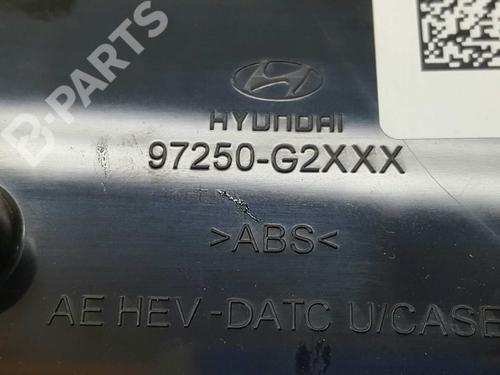 B-PARTS
HYUNDAI
97250-G2XXX
>ABS<
AE HEV-DATC U/CASE